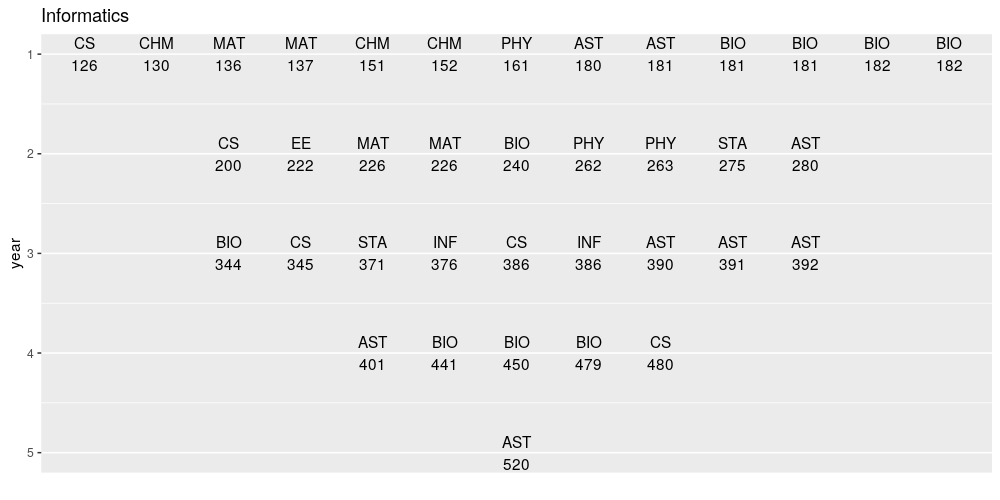 Informatics
CS CHM MAT MAT CHM CHM PHY AST AST BIO BIO BIO BIO
1 126 130 136 137 151 152 161 180 181 181 181 182 182
CS EE MAT MAT BIO PHY PHY STA AST
2 200 222 226 226 240 262 263 275 280
year
BIO CS STA INF CS INF AST AST AST
3 344 345 371 376 386 386 390 391 392
AST BIO BIO BIO CS
4 401 441 450 479 480
AST
5 520